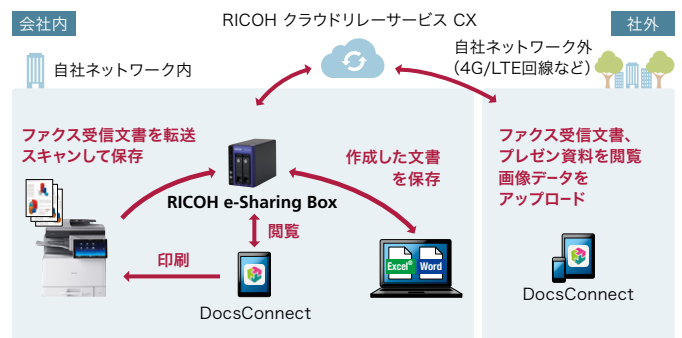 会社内
RICOH クラウドリレーサービス CX
社外
自社ネットワーク内
自社ネットワーク外
（4G/LTE回線など）
ファクス受信文書を転送
スキャンして保存
作成した文書
を保存
RICOH e-Sharing Box
閲覧
印刷
Excel®
Word
DocsConnect
ファクス受信文書、
プレゼン資料を閲覧
画像データを
アップロード
DocsConnect